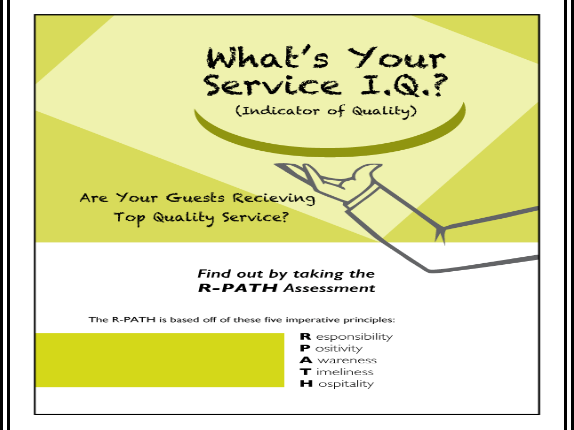 What's Your
Service I.Q.?
(Indicator of Quality)
Are Your Guests Recieving
Top Quality Service?
Find out by taking the
R-PATH Assessment
The R-PATH is based off of these five imperative principles:
R esponsibility
P ositivity
A wareness
T imeliness
H ospitality